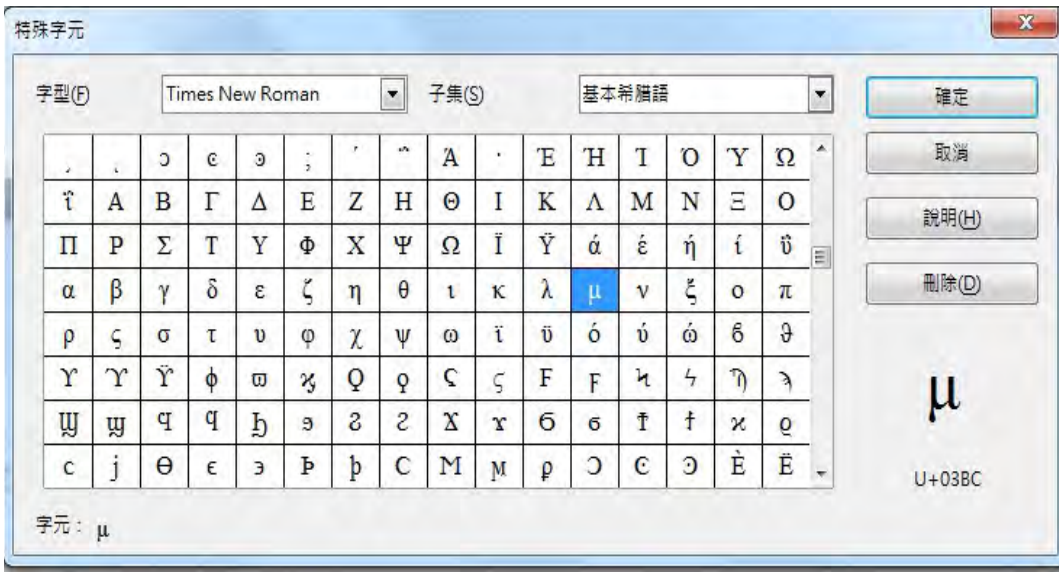 特殊字元
字型(F) Times New Roman 子集(S) 基本希臘語 確定
ͺ ͻ ͼ ͽ ; ΄ ΅ Ά · Έ Ή Ί Ό Ύ Ώ 取消
ΐ Α Β Γ Δ Ε Ζ Η Θ Ι Κ Λ Μ Ν Ξ Ο
Π Ρ Σ Τ Υ Φ Χ Ψ Ω Ϊ Ϋ ά έ ή ί ΰ 說明(H)
α β γ δ ε ζ η θ ι κ λ μ ν ξ ο π 刪除(D)
ρ ς σ τ υ φ χ ψ ω ϊ ϋ ό ύ ώ ϐ ϑ
ϒ ϓ ϔ ϕ ϖ ϗ Ϙ ϙ Ϛ ϛ Ϝ ϝ Ϟ ϟ Ϡ ϡ
Ϣ ϣ Ϥ ϥ Ϧ ϧ Ϩ ϩ Ϫ ϫ Ϭ ϭ Ϯ ϯ ϰ ϱ
ϲ ϳ ϴ ϵ ϶ Ϸ ϸ Ϲ Ϻ ϻ ϼ Ͻ Ͼ Ͽ Ѐ Ё
μ
U+03BC
字元： μ